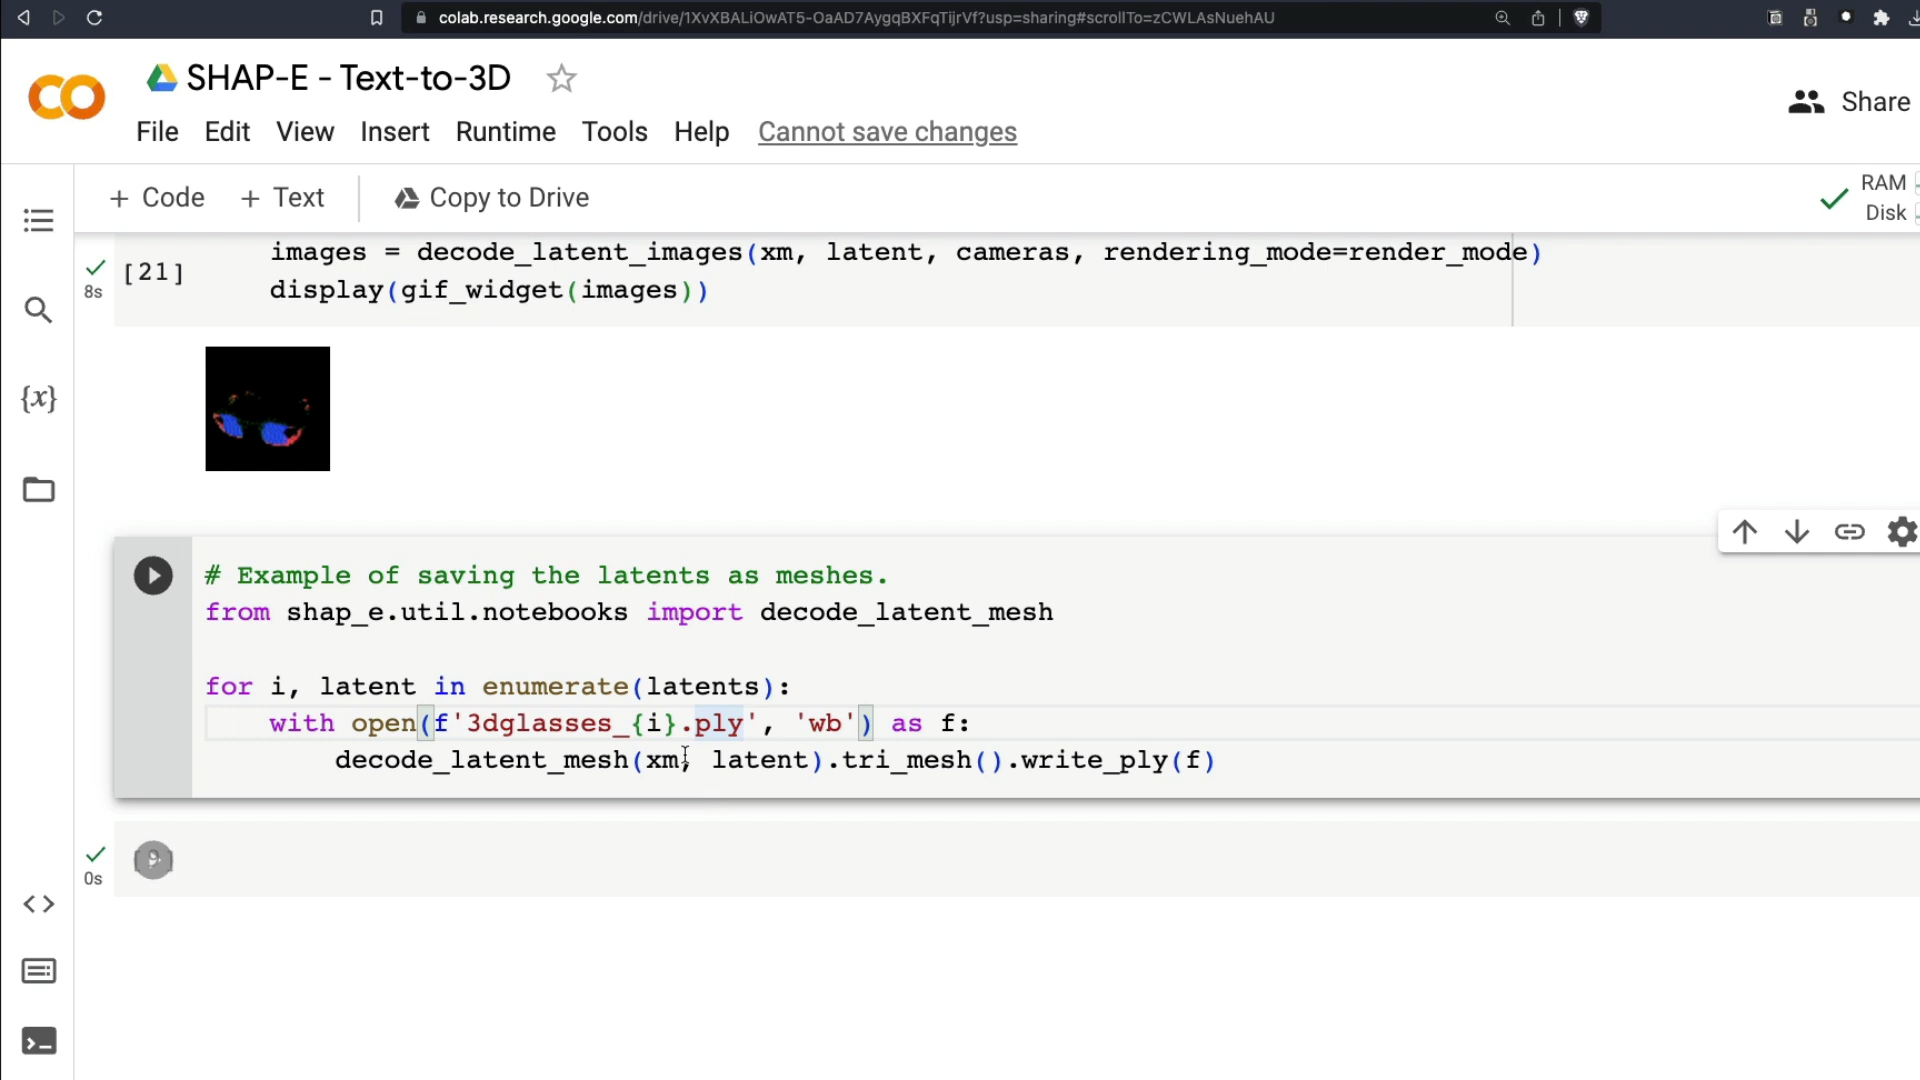 colab.research.google.com/drive/1XvXBALiOwAT5-OaAD7AygqBXFqTijrVf?usp=sharing#scrollTo=zCWLAsNuehAU
SHAP-E - Text-to-3D
Share
File Edit View Insert Runtime Tools Help Cannot save changes
+ Code + Text Copy to Drive
RAM
Disk
[21]
8s
images = decode_latent_images(xm, latent, cameras, rendering_mode=render_mode)
display(gif_widget(images))
{x}
# Example of saving the latents as meshes.
from shap_e.util.notebooks import decode_latent_mesh
for i, latent in enumerate(latents):
with open(f'3dglasses_{i}.ply', 'wb') as f:
decode_latent_mesh(xm, latent).tri_mesh().write_ply(f)
0s